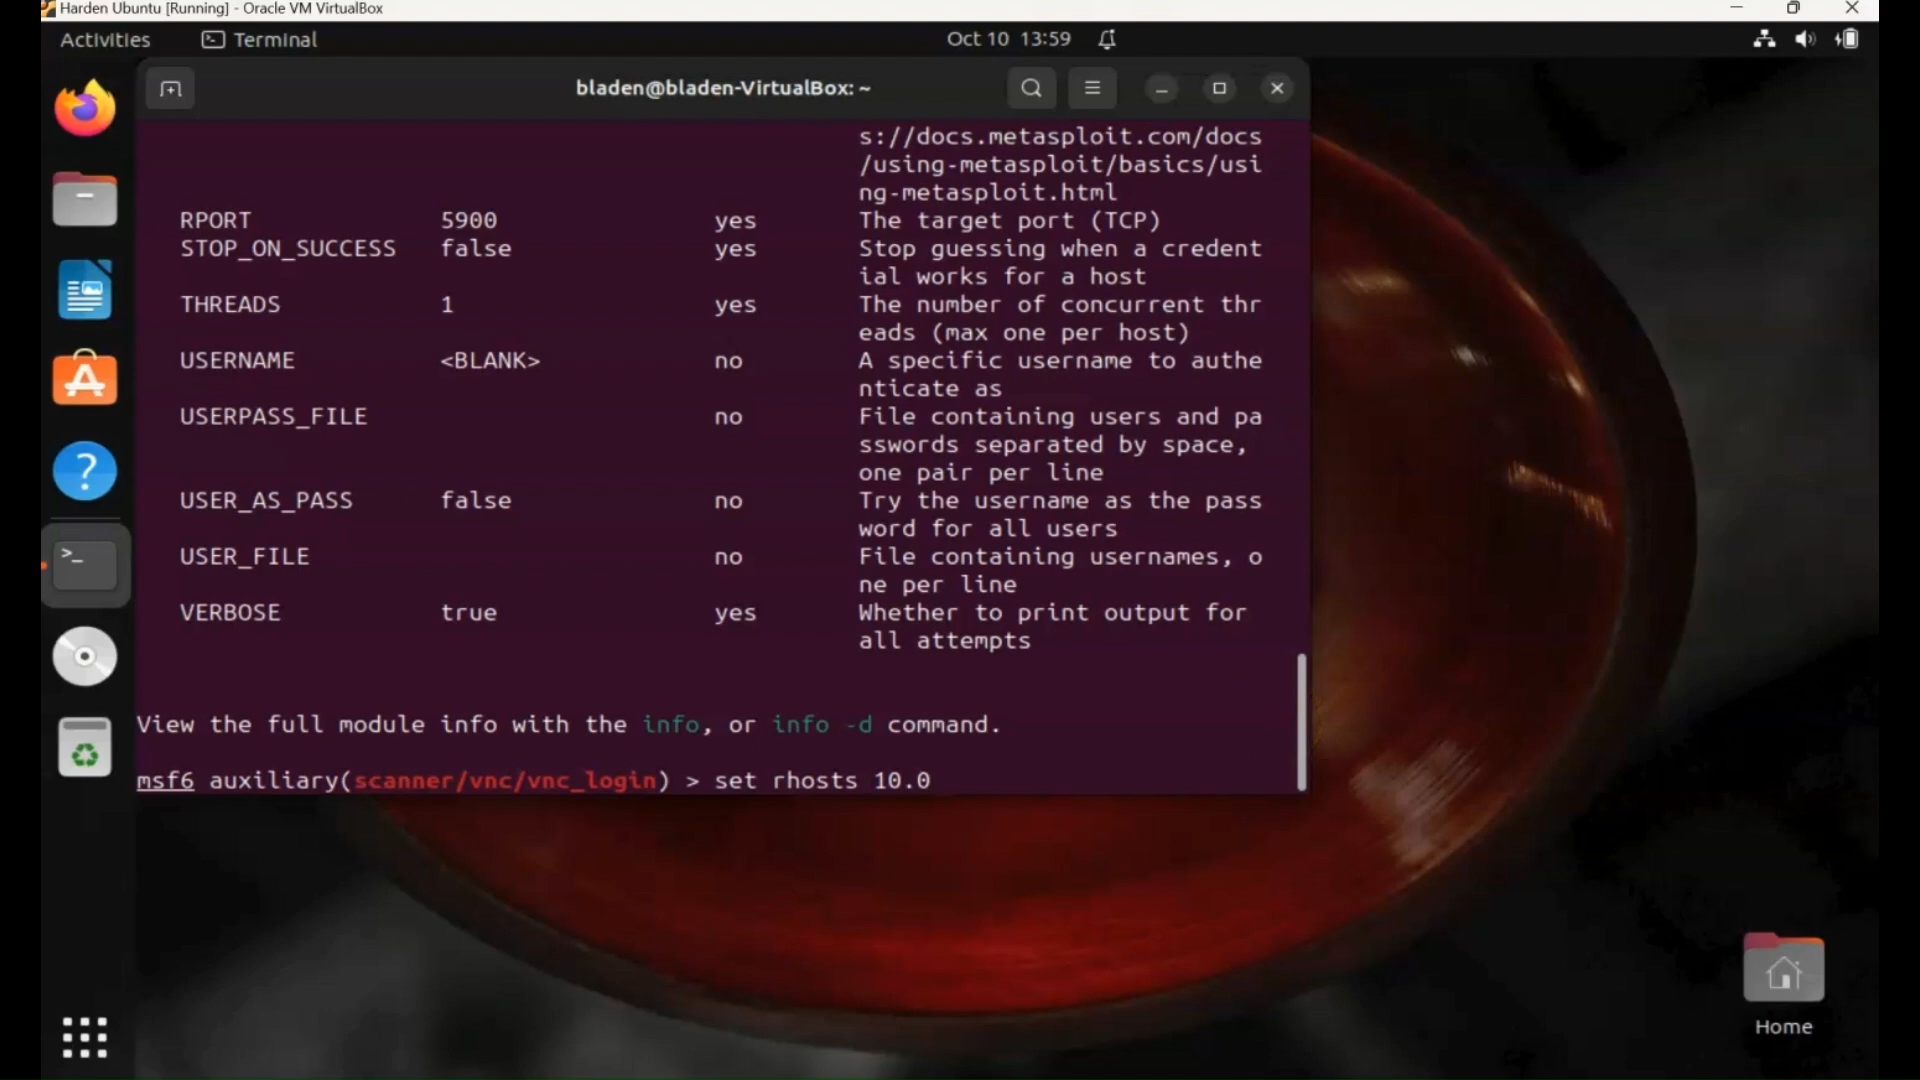 Harden Ubuntu [Running] - Oracle VM VirtualBox
Activities Terminal Oct 10 13:59
bladen@bladen-VirtualBox: ~
s://docs.metasploit.com/docs
/using-metasploit/basics/usi
ng-metasploit.html
RPORT 5900 yes The target port (TCP)
STOP_ON_SUCCESS false yes Stop guessing when a credent
ial works for a host
THREADS 1 yes The number of concurrent thr
eads (max one per host)
USERNAME <BLANK> no A specific username to authe
nticate as
USERPASS_FILE no File containing users and pa
sswords separated by space,
one pair per line
USER_AS_PASS false no Try the username as the pass
word for all users
USER_FILE no File containing usernames, o
ne per line
VERBOSE true yes Whether to print output for
all attempts
View the full module info with the info, or info -d command.
msf6 auxiliary(scanner/vnc/vnc_login) > set rhosts 10.0
Home